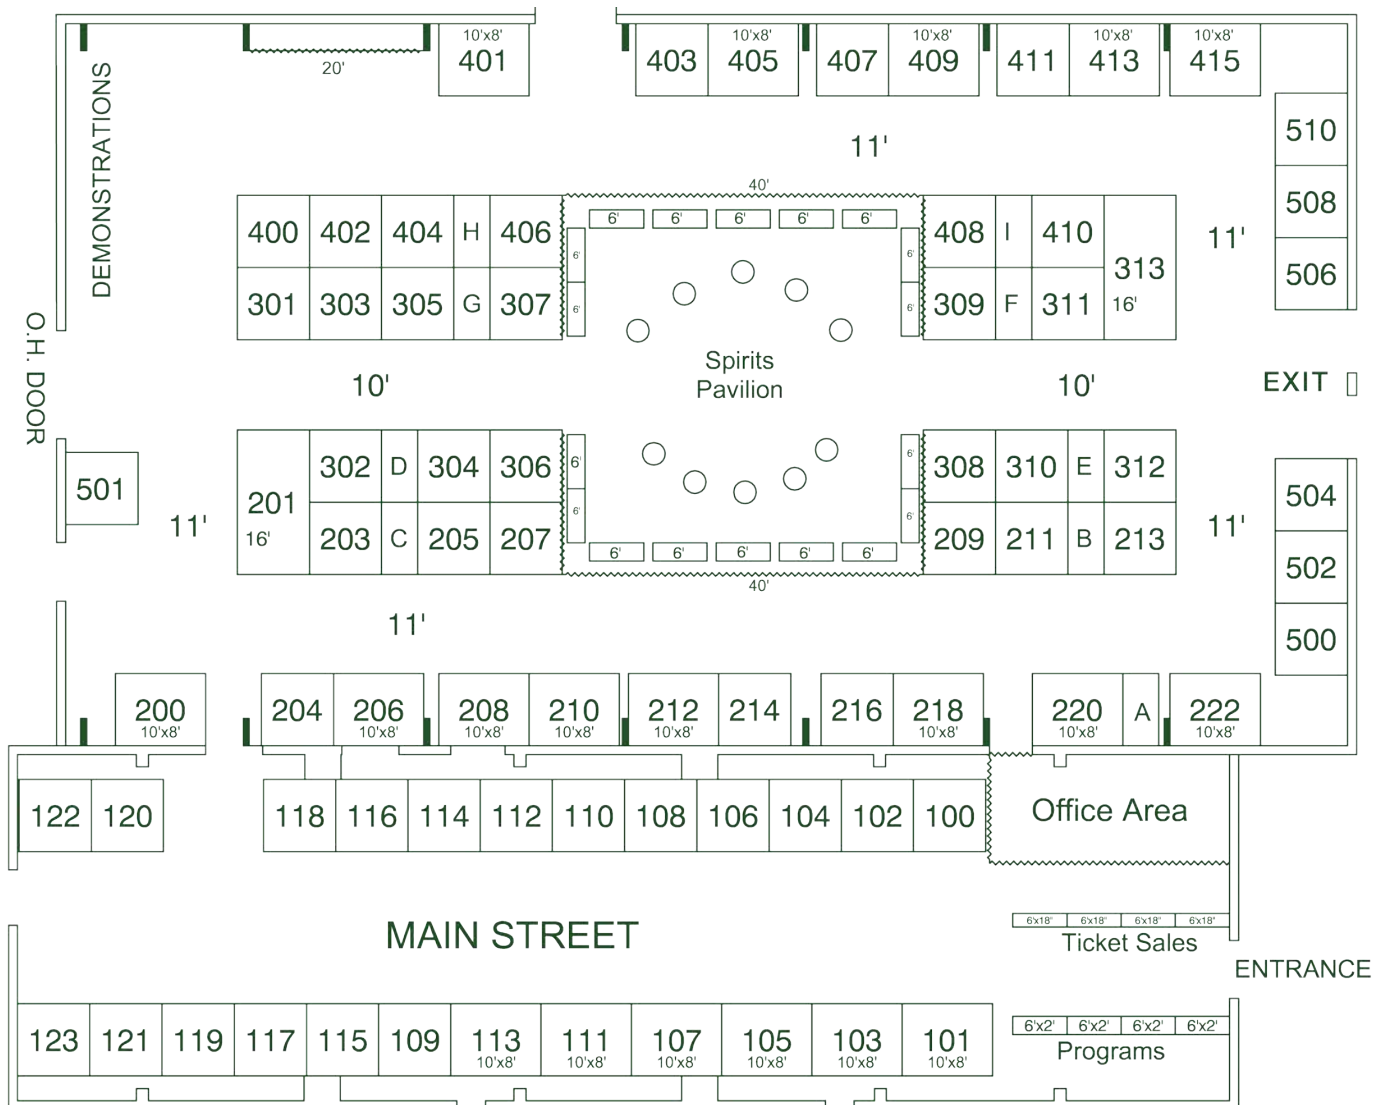 10'x8' 10'x8' 10'x8' 10'x8' 10'x8'
401 403 405 407 409 411 413 415
20'
DEMONSTRATIONS
510
11'
40'
508
400 402 404 H 406 6' 6' 6' 6' 6' 408 I 410
11'
6' 6'
313
506
301 303 305 G 307 6' 6' 309 F 311 16'
O.H. DOOR
Spirits
Pavilion
10' 10' EXIT
302 D 304 306 6' 6' 308 310 E 312
501
201
504
11' 6' 6' 11'
16' 203 C 205 207 209 211 B 213
6' 6' 6' 6' 6'
502
40'
11'
500
200 204 206 208 210 212 214 216 218 220 A 222
10'x8' 10'x8' 10'x8' 10'x8' 10'x8' 10'x8' 10'x8' 10'x8'
122 120 118 116 114 112 110 108 106 104 102 100 Office Area
MAIN STREET
6'x18" 6'x18" 6'x18" 6'x18"
Ticket Sales
ENTRANCE
6'x2' 6'x2' 6'x2' 6'x2'
Programs
123 121 119 117 115 109 113 111 107 105 103 101
10'x8' 10'x8' 10'x8' 10'x8' 10'x8' 10'x8'